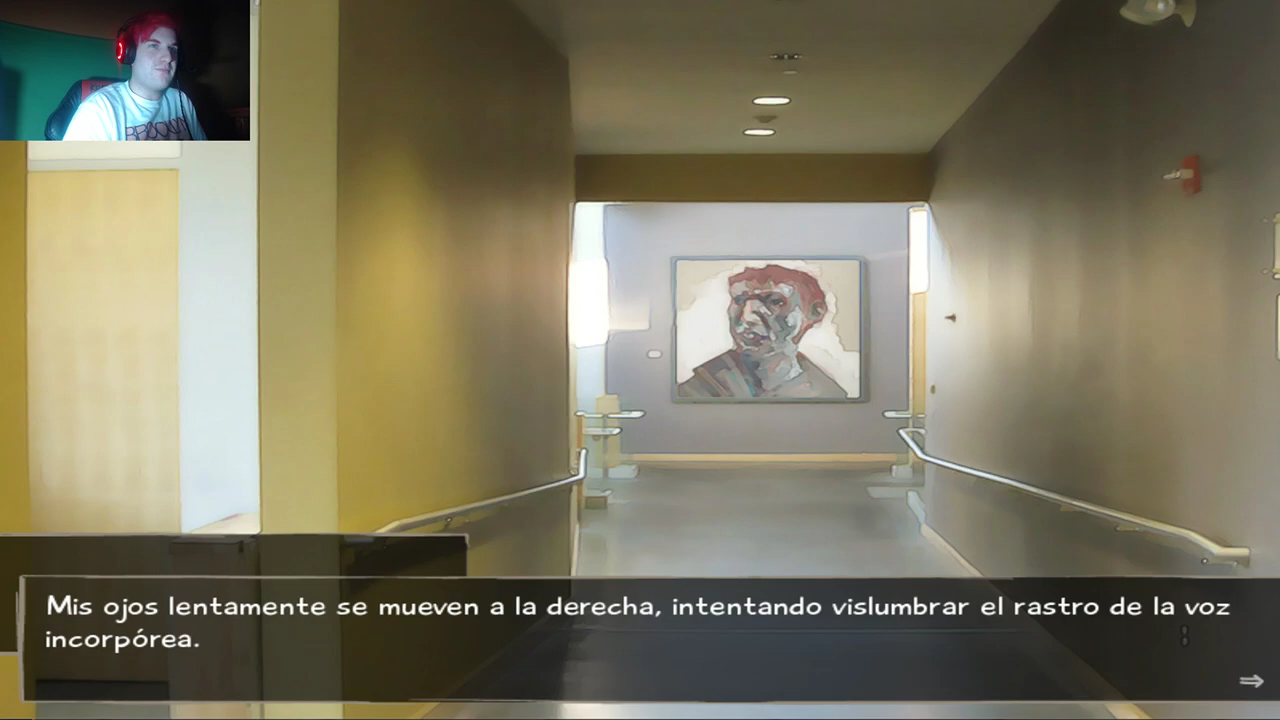 Mis ojos lentamente se mueven a la derecha, intentando vislumbrar el rastro de la voz
incorpórea.